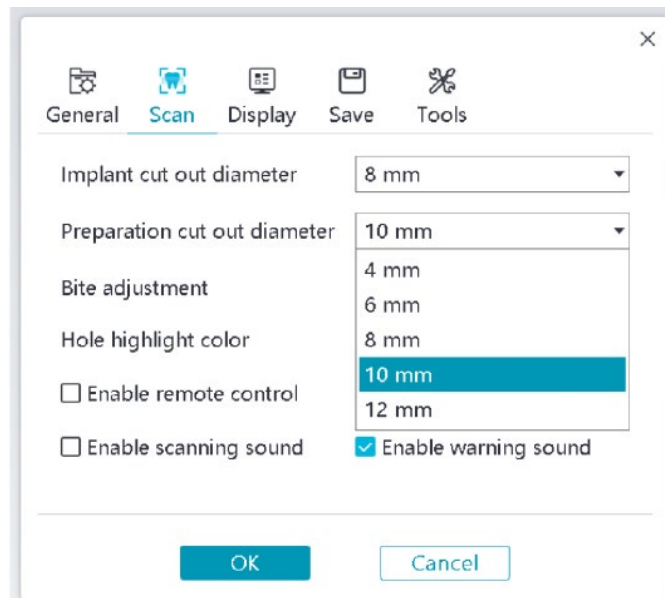 General Scan Display Save Tools
Implant cut out diameter 8 mm
Preparation cut out diameter 10 mm
4 mm
Bite adjustment
6 mm
Hole highlight color 8 mm
10 mm
Enable remote control
12 mm
Enable scanning sound Enable warning sound
OK Cancel